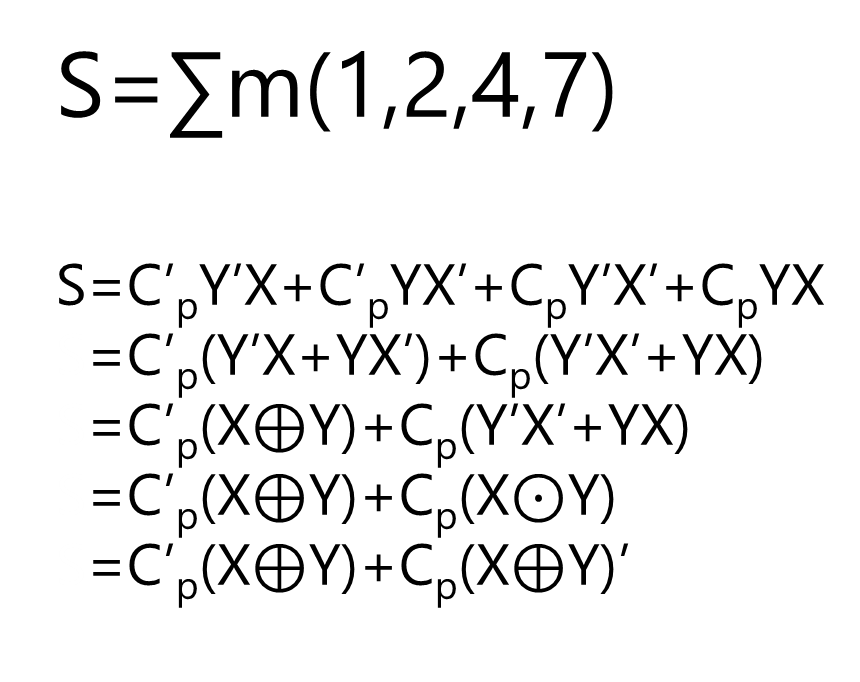 S=∑m(1,2,4,7)
S=C′ₚY′X+C′ₚYX′+CₚY′X′+CₚYX
=C′ₚ(Y′X+YX′)+Cₚ(Y′X′+YX)
=C′ₚ(X⊕Y)+Cₚ(Y′X′+YX)
=C′ₚ(X⊕Y)+Cₚ(X⊙Y)
=C′ₚ(X⊕Y)+Cₚ(X⊕Y)′